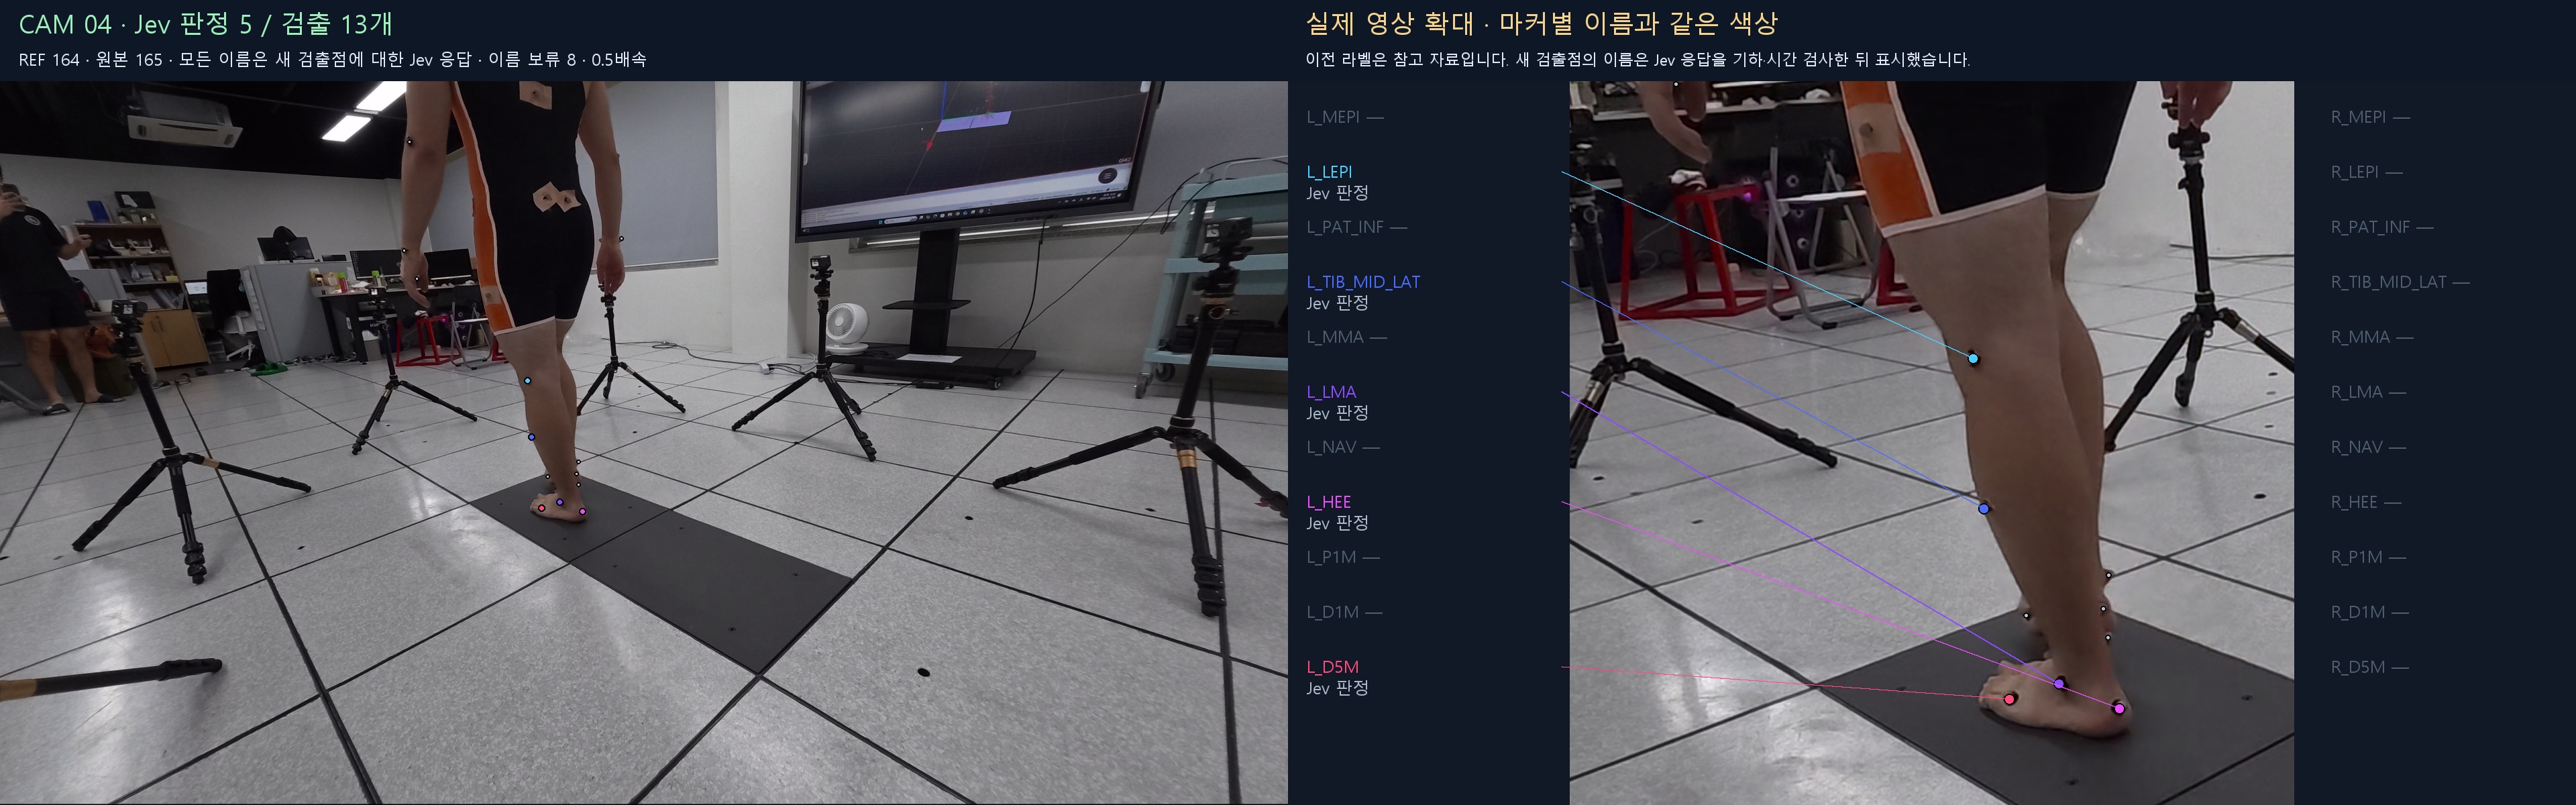 CAM 04 · Jev 판정 5 / 검출 13개
REF 164 · 원본 165 · 모든 이름은 새 검출점에 대한 Jev 응답 · 이름 보류 8 · 0.5배속
실제 영상 확대 · 마커별 이름과 같은 색상
이전 라벨은 참고 자료입니다. 새 검출점의 이름은 Jev 응답을 기하·시간 검사한 뒤 표시했습니다.
L_MEPI —
L_LEPI
Jev 판정
L_PAT_INF —
L_TIB_MID_LAT
Jev 판정
L_MMA —
L_LMA
Jev 판정
L_NAV —
L_HEE
Jev 판정
L_P1M —
L_D1M —
L_D5M
Jev 판정
R_MEPI —
R_LEPI —
R_PAT_INF —
R_TIB_MID_LAT —
R_MMA —
R_LMA —
R_NAV —
R_HEE —
R_P1M —
R_D1M —
R_D5M —